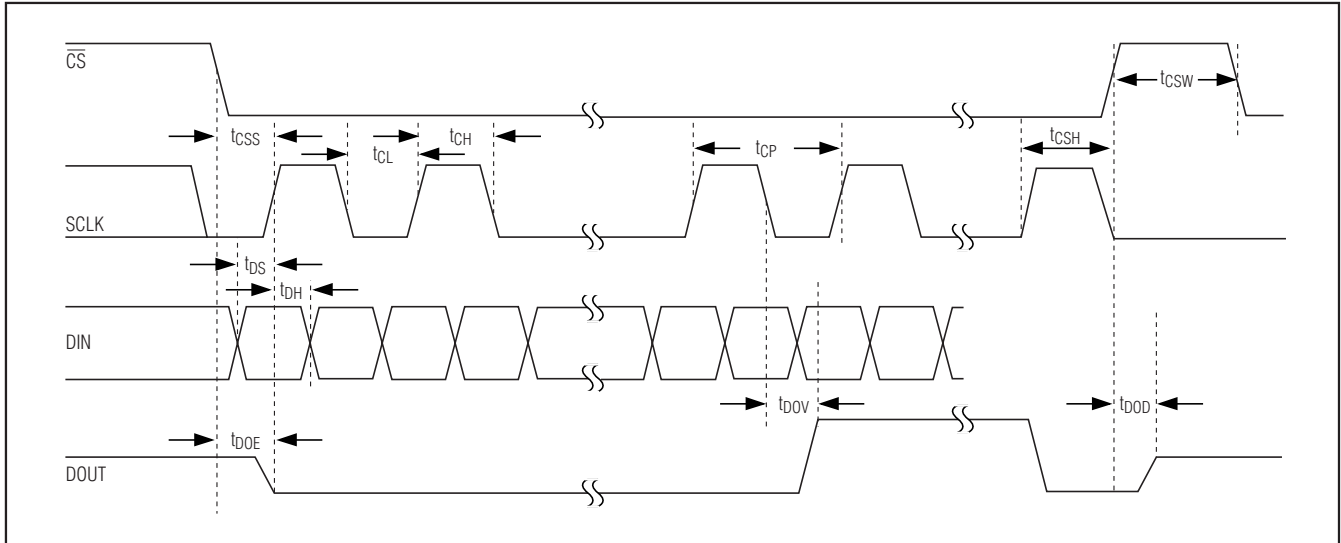 CS
tCSW
tCSS
tCL
tCH
tCP
tCSH
SCLK
tDS
tDH
DIN
tDOV
tDOD
tDOE
DOUT